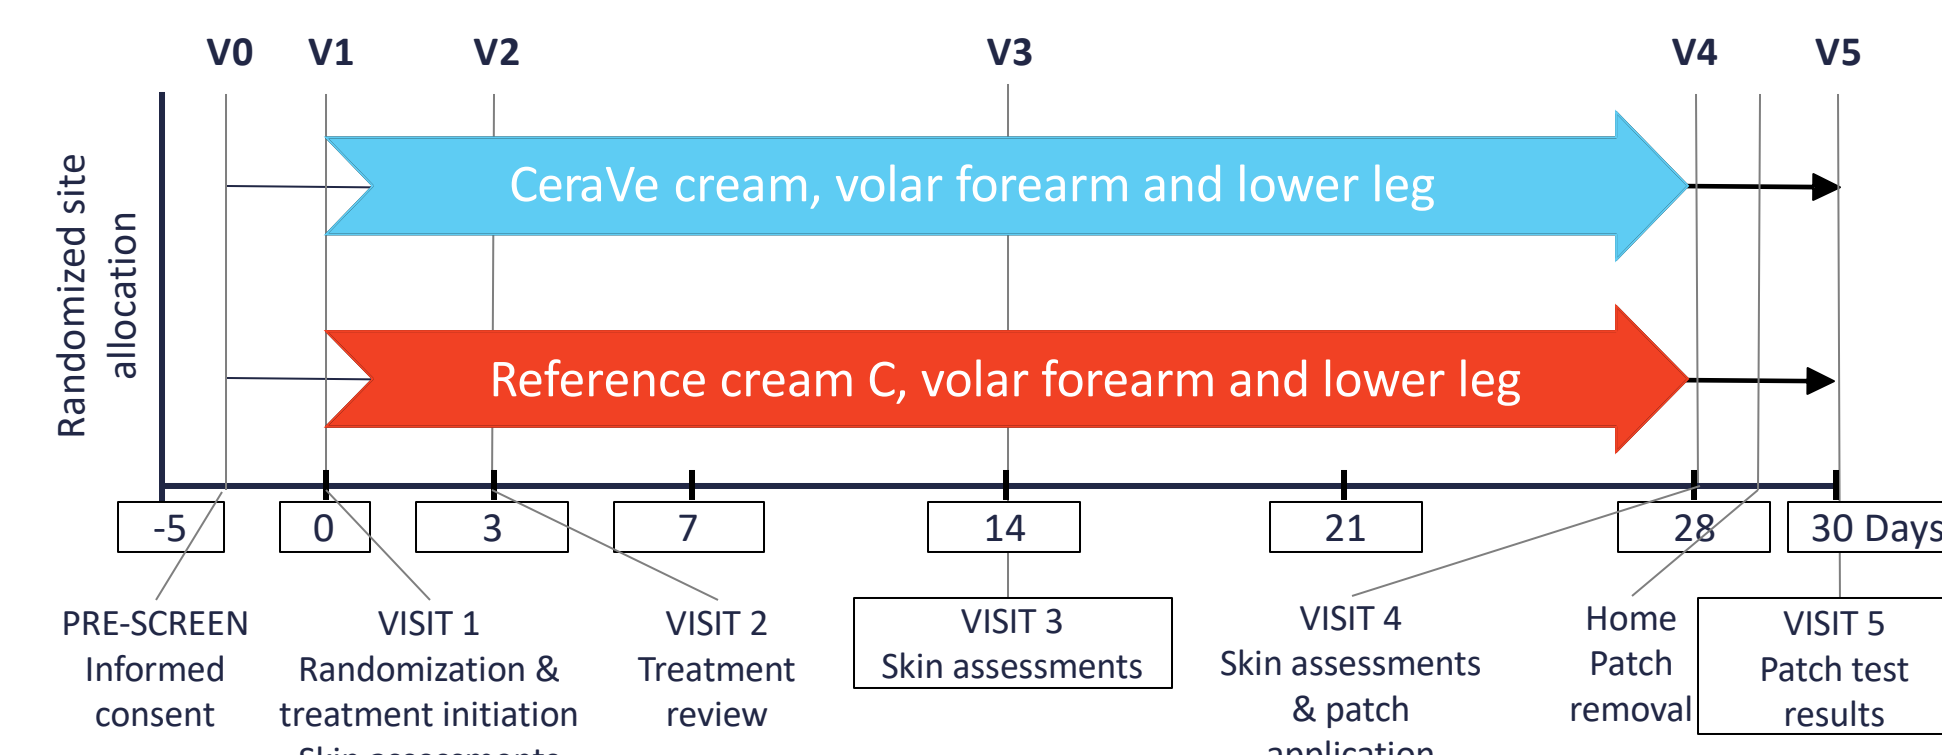 V0 V1 V2 V3 V4 V5
Randomized site
allocation
CeraVe cream, volar forearm and lower leg
Reference cream C, volar forearm and lower leg
-5 0 3 7 14 21 28 30 Days
PRE-SCREEN
Informed
consent
VISIT 1
Randomization &
treatment initiation
Skin assessments
VISIT 2
Treatment
review
VISIT 3
Skin assessments
VISIT 4
Skin assessments
& patch
application
Home
Patch
removal
VISIT 5
Patch test
results